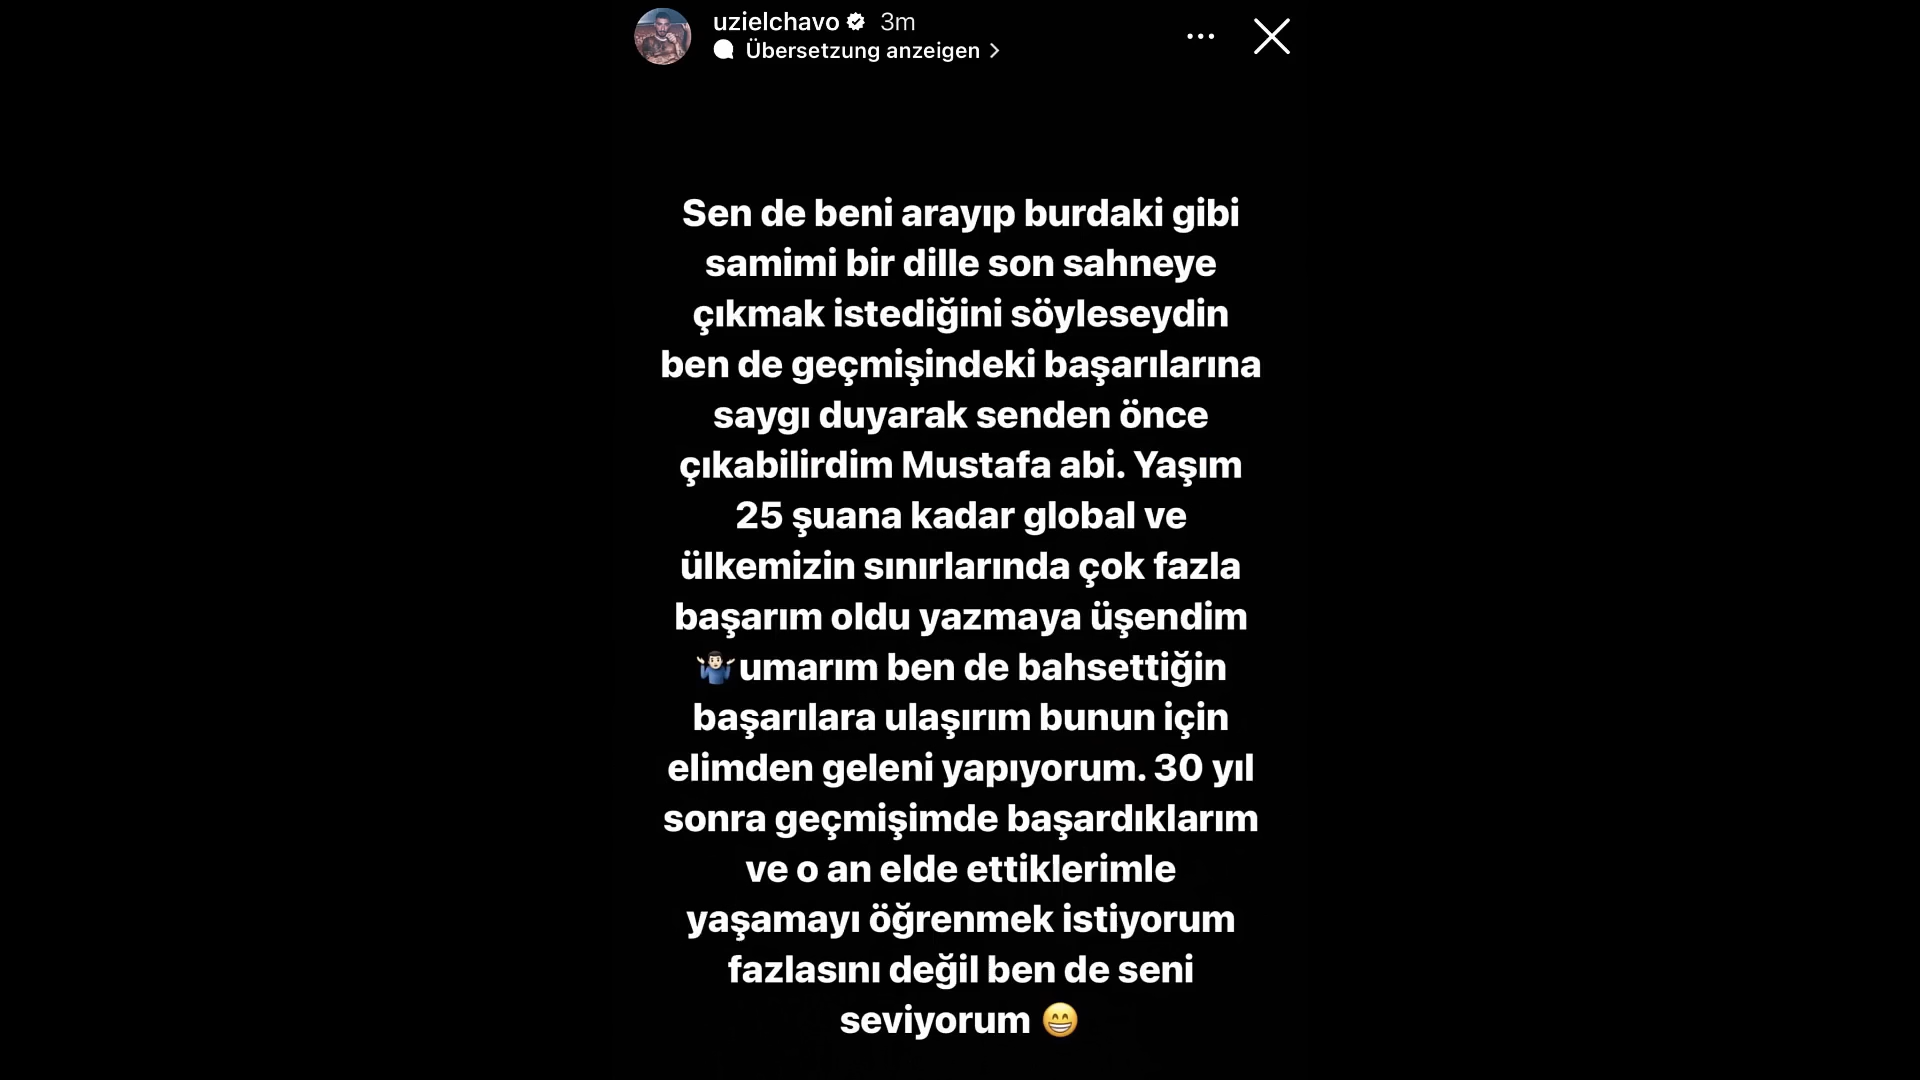 uzielchavo 3m
Übersetzung anzeigen
Sen de beni arayıp burdaki gibi
samimi bir dille son sahneye
çıkmak istediğini söyleseydin
ben de geçmişindeki başarılarına
saygı duyarak senden önce
çıkabilirdim Mustafa abi. Yaşım
25 şuana kadar global ve
ülkemizin sınırlarında çok fazla
başarım oldu yazmaya üşendim
🤷🏻‍♂️umarım ben de bahsettiğin
başarılara ulaşırım bunun için
elimden geleni yapıyorum. 30 yıl
sonra geçmişimde başardıklarım
ve o an elde ettiklerimle
yaşamayı öğrenmek istiyorum
fazlasını değil ben de seni
seviyorum 😁